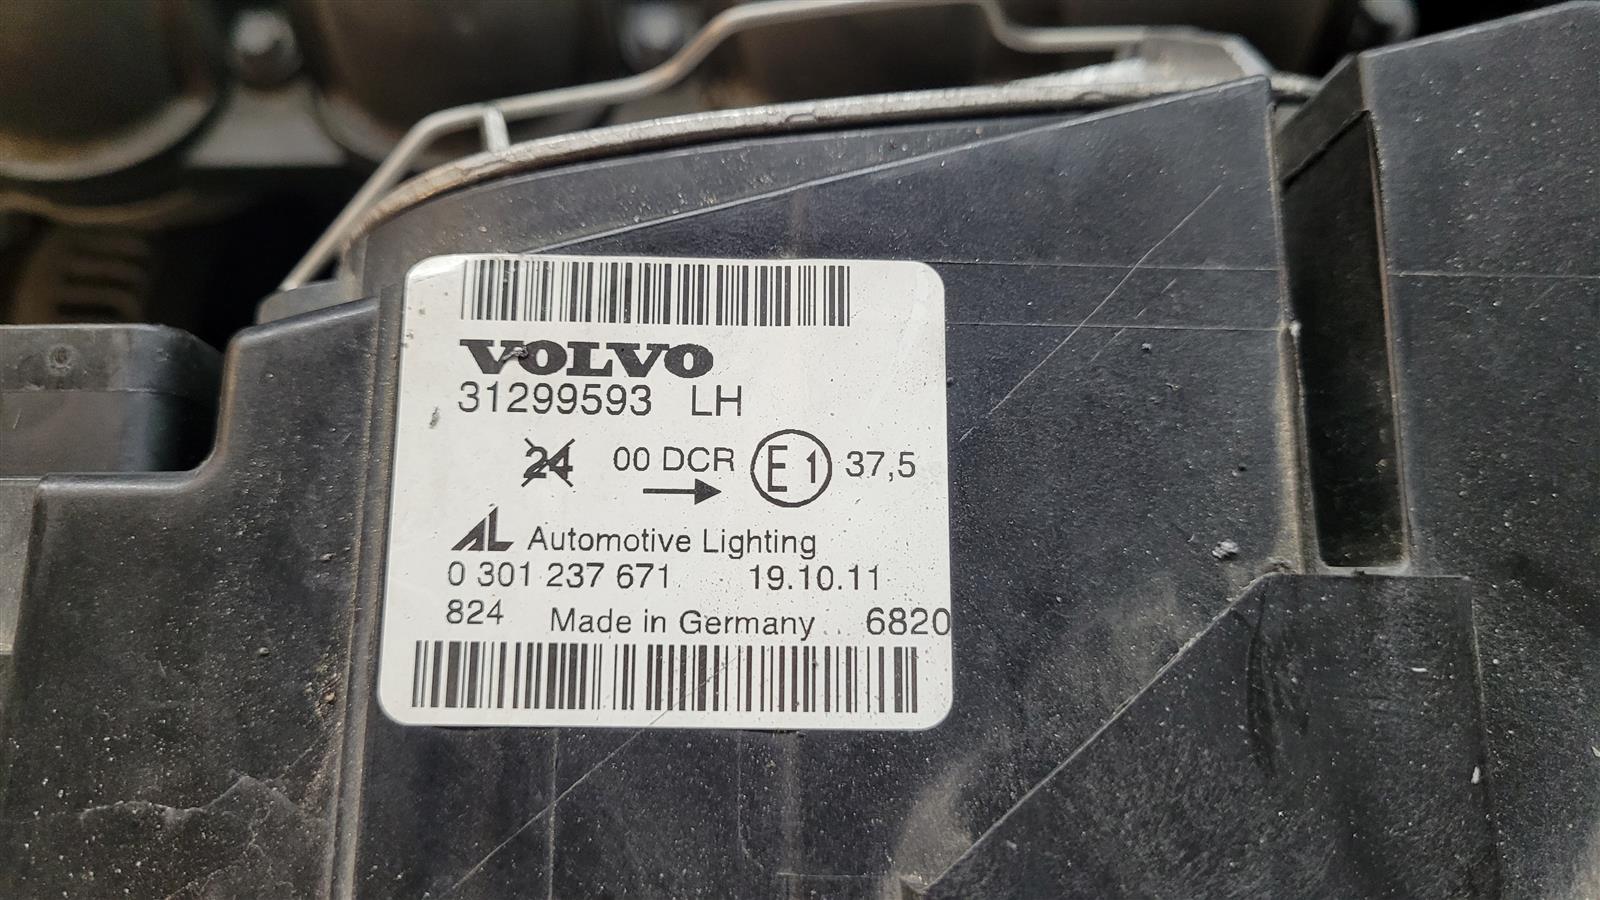 VOLVO
31299593 LH
24 00 DCR E1 37,5
→
AL Automotive Lighting
0 301 237 671 19.10.11
824 Made in Germany .. 6820